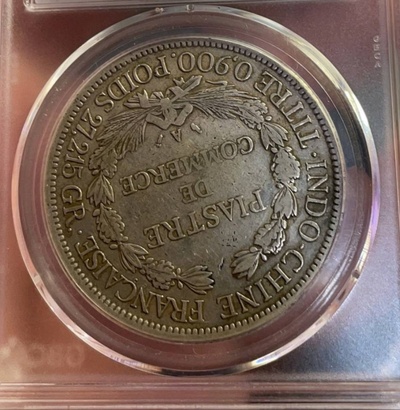 INDO-CHINE FRANÇAISE
PIASTRE
DE
COMMERCE
A
TITRE 0,900. POIDS 27,215 GR.